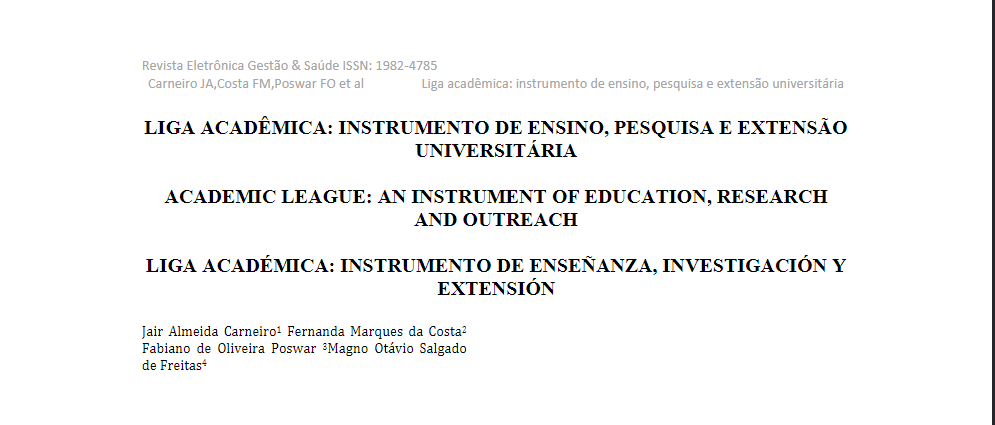 Revista Eletrônica Gestão & Saúde ISSN: 1982-4785
Carneiro JA,Costa FM,Poswar FO et al Liga acadêmica: instrumento de ensino, pesquisa e extensão universitária
LIGA ACADÊMICA: INSTRUMENTO DE ENSINO, PESQUISA E EXTENSÃO
UNIVERSITÁRIA
ACADEMIC LEAGUE: AN INSTRUMENT OF EDUCATION, RESEARCH
AND OUTREACH
LIGA ACADÉMICA: INSTRUMENTO DE ENSEÑANZA, INVESTIGACIÓN Y
EXTENSIÓN
Jair Almeida Carneiro¹ Fernanda Marques da Costa²
Fabiano de Oliveira Poswar ³Magno Otávio Salgado
de Freitas⁴